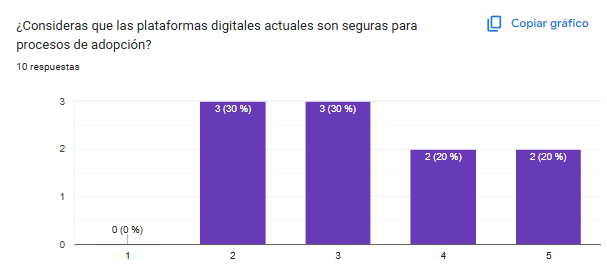 ¿Consideras que las plataformas digitales actuales son seguras para
procesos de adopción?
Copiar gráfico
10 respuestas
3
2
1
0
0 (0 %)
3 (30 %)
3 (30 %)
2 (20 %)
2 (20 %)
1
2
3
4
5